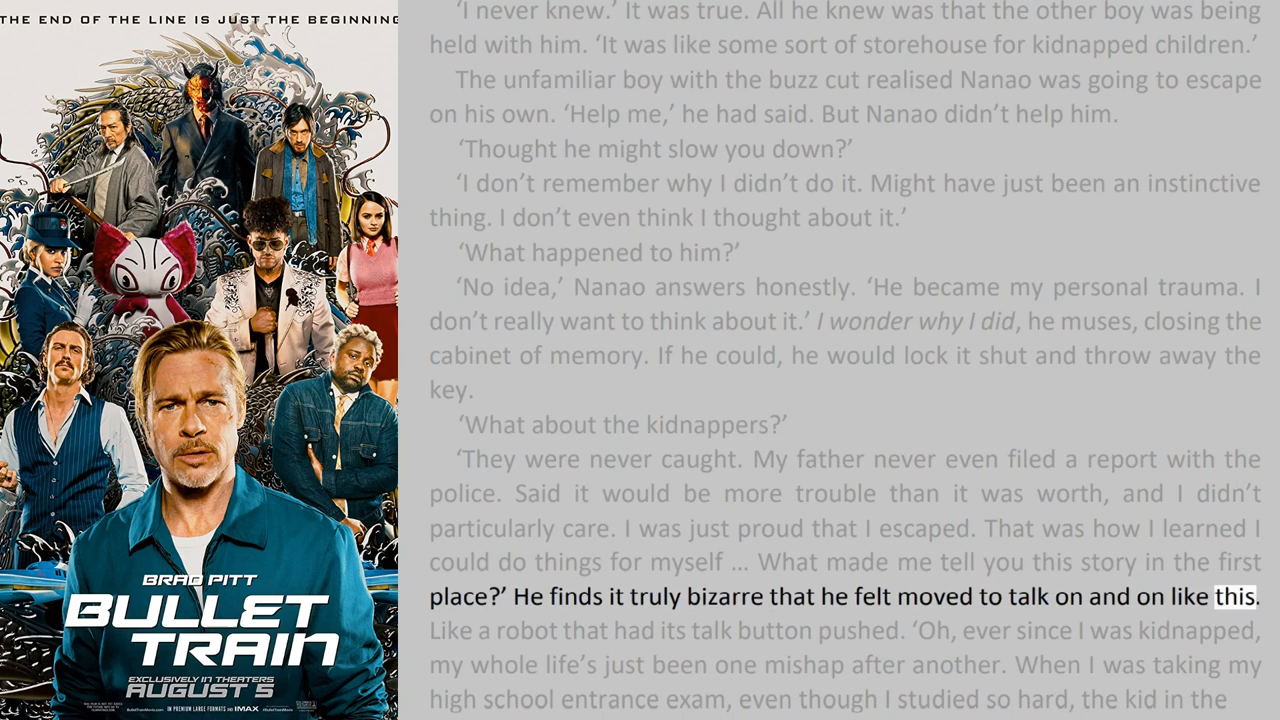 THE END OF THE LINE IS JUST THE BEGINNING
BRAD PITT
BULLET
TRAIN
EXCLUSIVELY IN THEATERS
AUGUST 5
IN PREMIUM LARGE FORMATS AND IMAX
‘I never knew.’ It was true. All he knew was that the other boy was being
held with him. ‘It was like some sort of storehouse for kidnapped children.’
The unfamiliar boy with the buzz cut realised Nanao was going to escape
on his own. ‘Help me,’ he had said. But Nanao didn’t help him.
‘Thought he might slow you down?’
‘I don’t remember why I didn’t do it. Might have just been an instinctive
thing. I don’t even think I thought about it.’
‘What happened to him?’
‘No idea,’ Nanao answers honestly. ‘He became my personal trauma. I
don’t really want to think about it.’ I wonder why I did, he muses, closing the
cabinet of memory. If he could, he would lock it shut and throw away the
key.
‘What about the kidnappers?’
‘They were never caught. My father never even filed a report with the
police. Said it would be more trouble than it was worth, and I didn’t
particularly care. I was just proud that I escaped. That was how I learned I
could do things for myself … What made me tell you this story in the first
place?’ He finds it truly bizarre that he felt moved to talk on and on like this.
Like a robot that had its talk button pushed. ‘Oh, ever since I was kidnapped,
my whole life’s just been one mishap after another. When I was taking my
high school entrance exams, even though I studied so hard, the kid in the